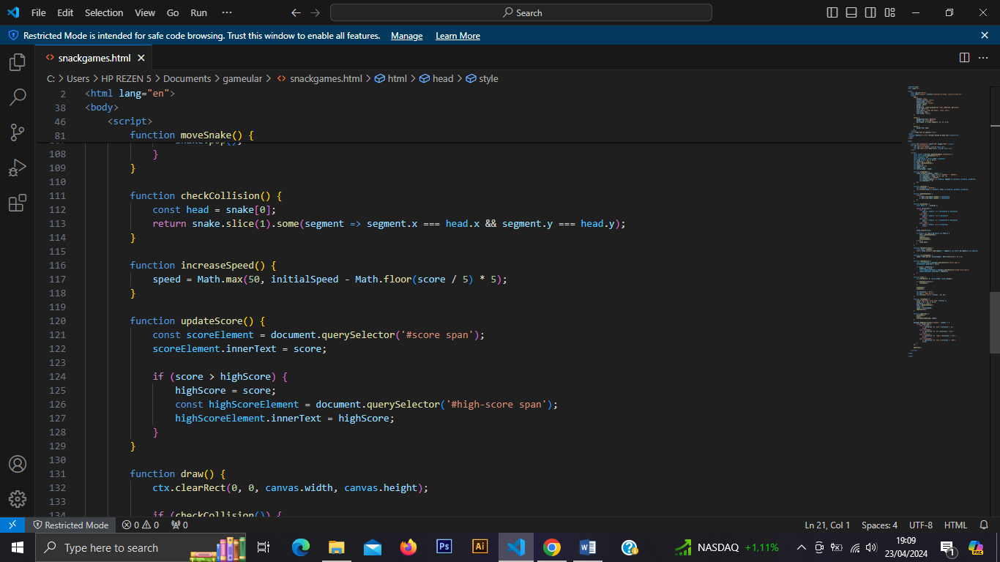 File Edit Selection View Go Run ··· Search
Restricted Mode is intended for safe code browsing. Trust this window to enable all features. Manage Learn More
snackgames.html
C: > Users > HP REZEN 5 > Documents > gameular > snackgames.html > html > head > style
2 <html lang="en">
38 <body>
46 <script>
81 function moveSnake() {
108 }
109 }
110
111 function checkCollision() {
112 const head = snake[0];
113 return snake.slice(1).some(segment => segment.x === head.x && segment.y === head.y);
114 }
115
116 function increaseSpeed() {
117 speed = Math.max(50, initialSpeed - Math.floor(score / 5) * 5);
118 }
119
120 function updateScore() {
121 const scoreElement = document.querySelector('#score span');
122 scoreElement.innerText = score;
123
124 if (score > highScore) {
125 highScore = score;
126 const highScoreElement = document.querySelector('#high-score span');
127 highScoreElement.innerText = highScore;
128 }
129 }
130
131 function draw() {
132 ctx.clearRect(0, 0, canvas.width, canvas.height);
133
134 if (checkCollision()) {
Restricted Mode 0 0 0 Ln 21, Col 1 Spaces: 4 UTF-8 HTML
Type here to search Ps Ai W NASDAQ +1,11% 19:09
23/04/2024 1 PRE